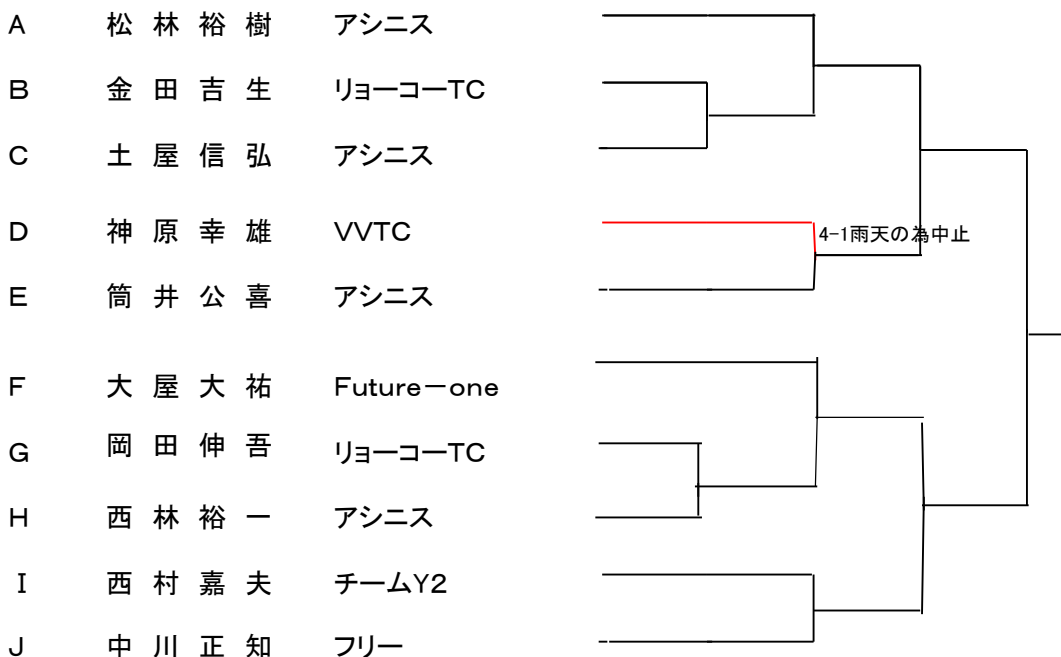 A 松林裕樹 アシニス
B 金田吉生 リョーコーTC
C 土屋信弘 アシニス
D 神原幸雄 VVTC 4-1雨天の為中止
E 筒井公喜 アシニス
F 大屋大祐 Future－one
G 岡田伸吾 リョーコーTC
H 西林裕一 アシニス
I 西村嘉夫 チームY2
J 中川正知 フリー